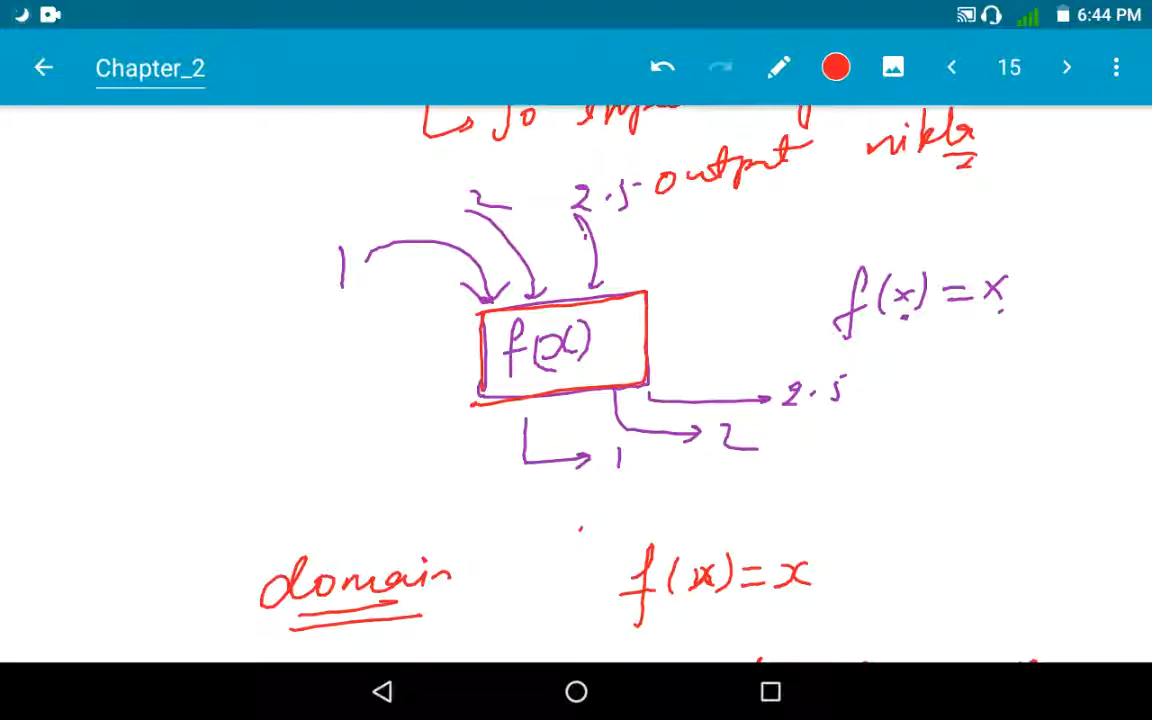 6:44 PM
Chapter_2
15
output nikla
2 2.5
1
f(x) = x
f(x)
2.5
2
1
domain f(x) = x